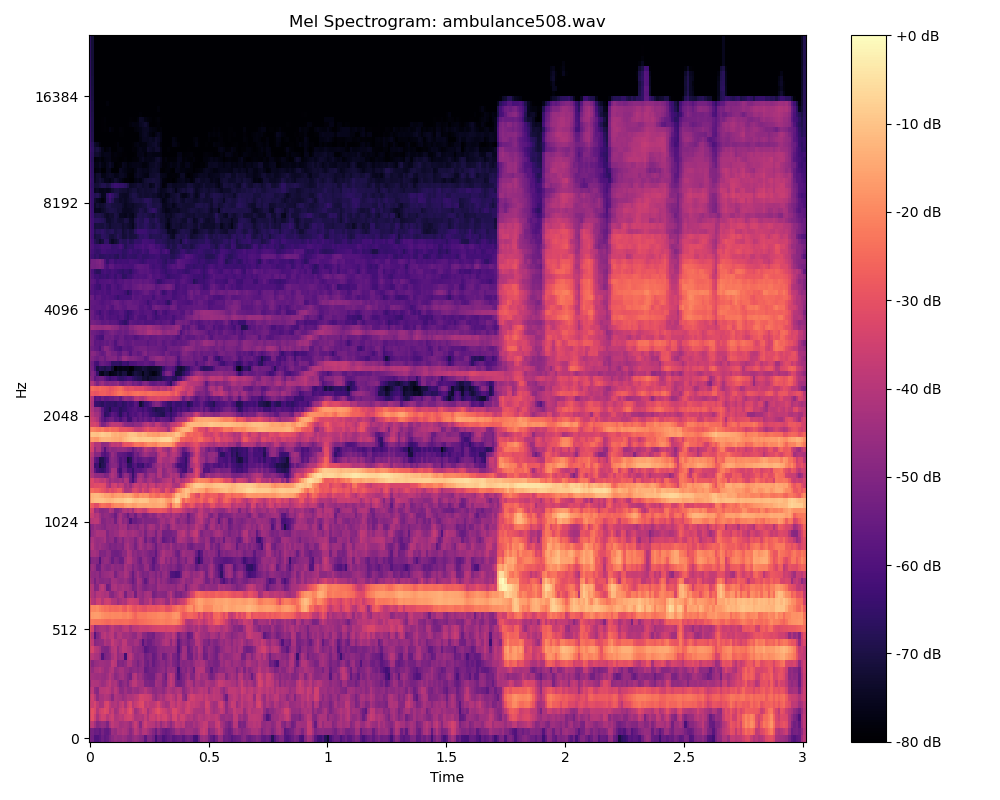 Mel Spectrogram: ambulance508.wav
Hz
16384
8192
4096
2048
1024
512
0
0
0.5
1
1.5
2
2.5
3
Time
+0 dB
-10 dB
-20 dB
-30 dB
-40 dB
-50 dB
-60 dB
-70 dB
-80 dB